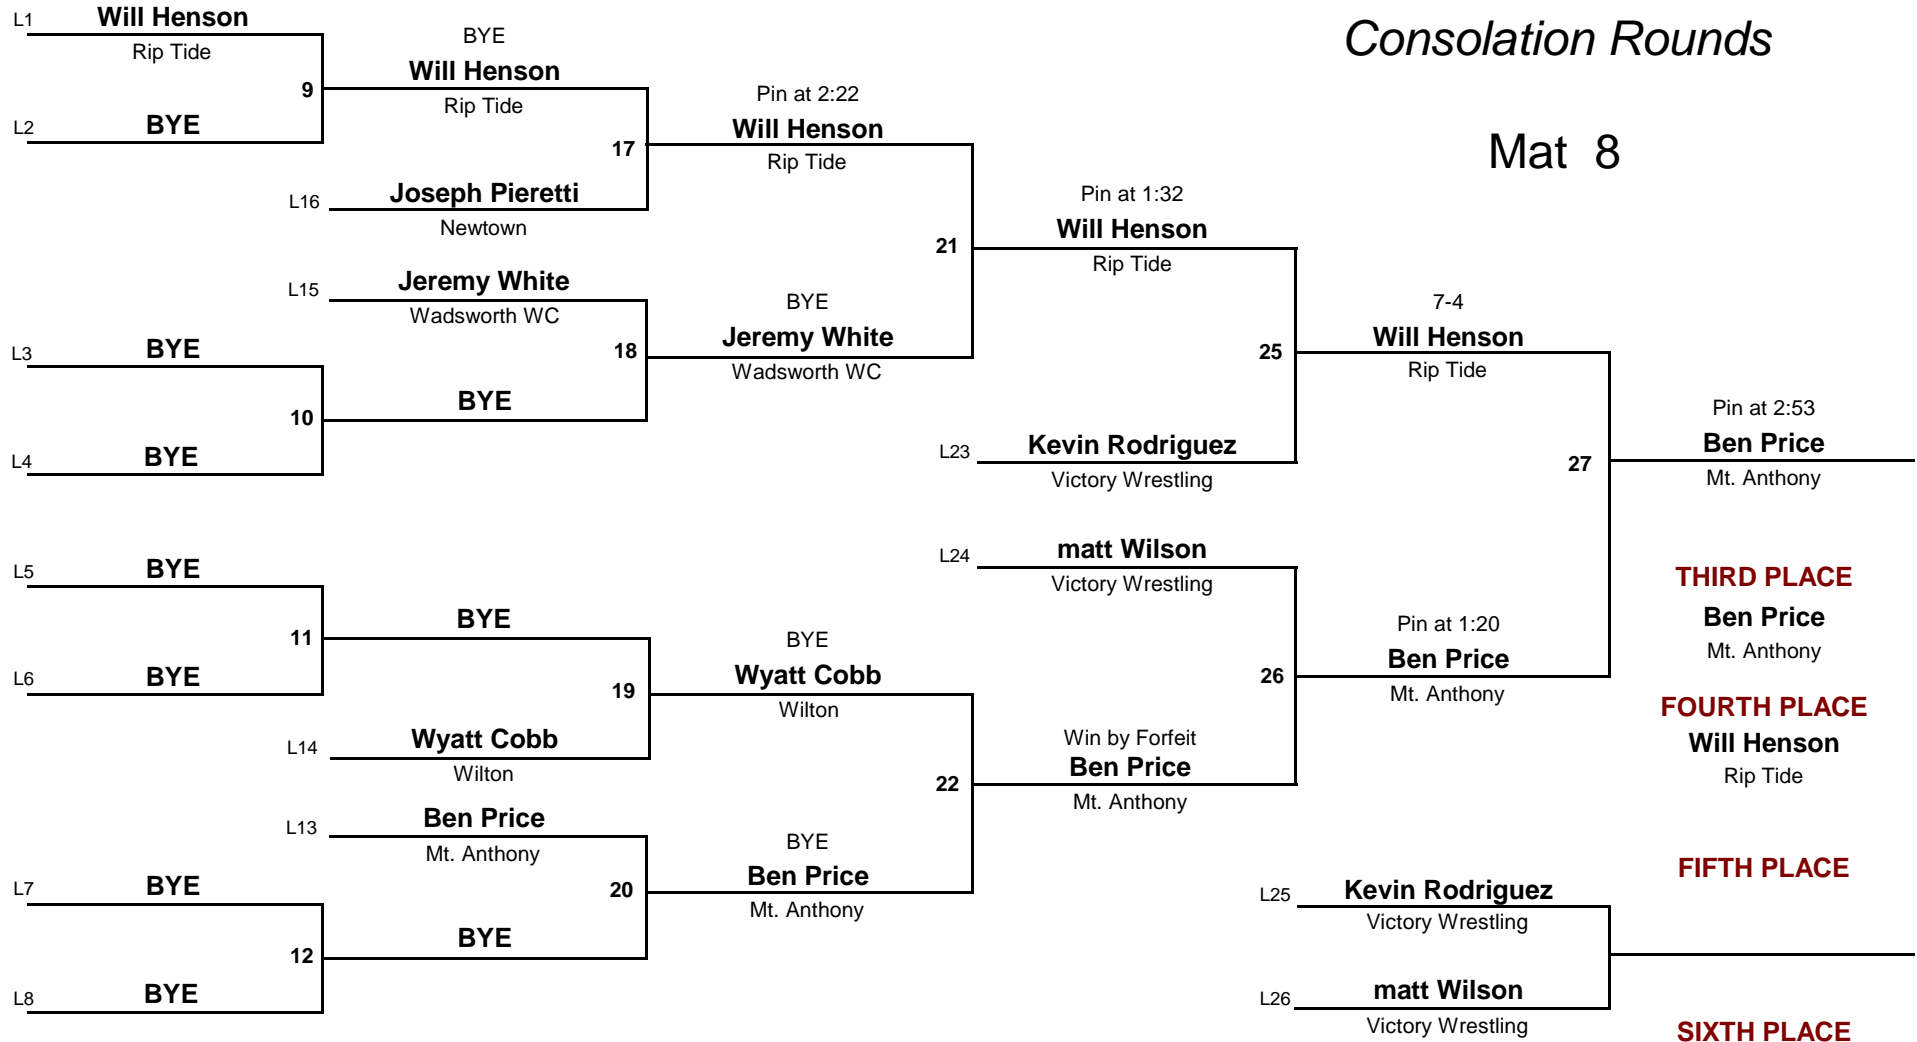 Consolation Rounds
Mat 8
L1 Will Henson
Rip Tide
9
L2 BYE
BYE
Will Henson
Rip Tide
17
L16 Joseph Pieretti
Newtown
L15 Jeremy White
Wadsworth WC
18
L3 BYE
10
BYE
L4 BYE
Pin at 2:22
Will Henson
Rip Tide
21
BYE
Jeremy White
Wadsworth WC
Pin at 1:32
Will Henson
Rip Tide
25
L23 Kevin Rodriguez
Victory Wrestling
7-4
Will Henson
Rip Tide
27
Pin at 2:53
Ben Price
Mt. Anthony
L5 BYE
11
BYE
L6 BYE
19
L14 Wyatt Cobb
Wilton
L13 Ben Price
Mt. Anthony
20
L7 BYE
12
BYE
L8 BYE
BYE
Wyatt Cobb
Wilton
22
BYE
Ben Price
Mt. Anthony
L24 matt Wilson
Victory Wrestling
26
Win by Forfeit
Ben Price
Mt. Anthony
Pin at 1:20
Ben Price
Mt. Anthony
THIRD PLACE
Ben Price
Mt. Anthony
FOURTH PLACE
Will Henson
Rip Tide
L25 Kevin Rodriguez
Victory Wrestling
L26 matt Wilson
Victory Wrestling
FIFTH PLACE
SIXTH PLACE